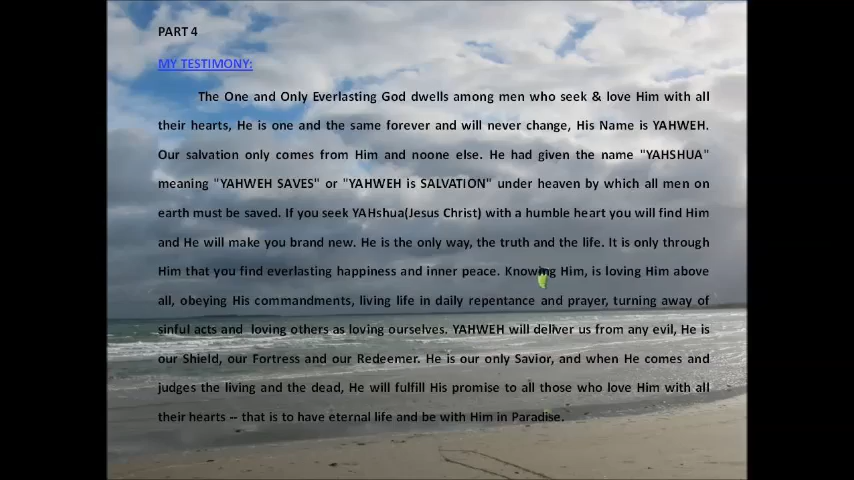 PART 4
MY TESTIMONY:
The One and Only Everlasting God dwells among men who seek & love Him with all
their hearts, He is one and the same forever and will never change, His Name is YAHWEH.
Our salvation only comes from Him and noone else. He had given the name "YAHSHUA"
meaning "YAHWEH SAVES" or "YAHWEH is SALVATION" under heaven by which all men on
earth must be saved. If you seek YAHshua(Jesus Christ) with a humble heart you will find Him
and He will make you brand new. He is the only way, the truth and the life. It is only through
Him that you find everlasting happiness and inner peace. Knowing Him, is loving Him above
all, obeying His commandments, living life in daily repentance and prayer, turning away of
sinful acts and loving others as loving ourselves. YAHWEH will deliver us from any evil, He is
our Shield, our Fortress and our Redeemer. He is our only Savior, and when He comes and
judges the living and the dead, He will fulfill His promise to all those who love Him with all
their hearts -- that is to have eternal life and be with Him in Paradise.